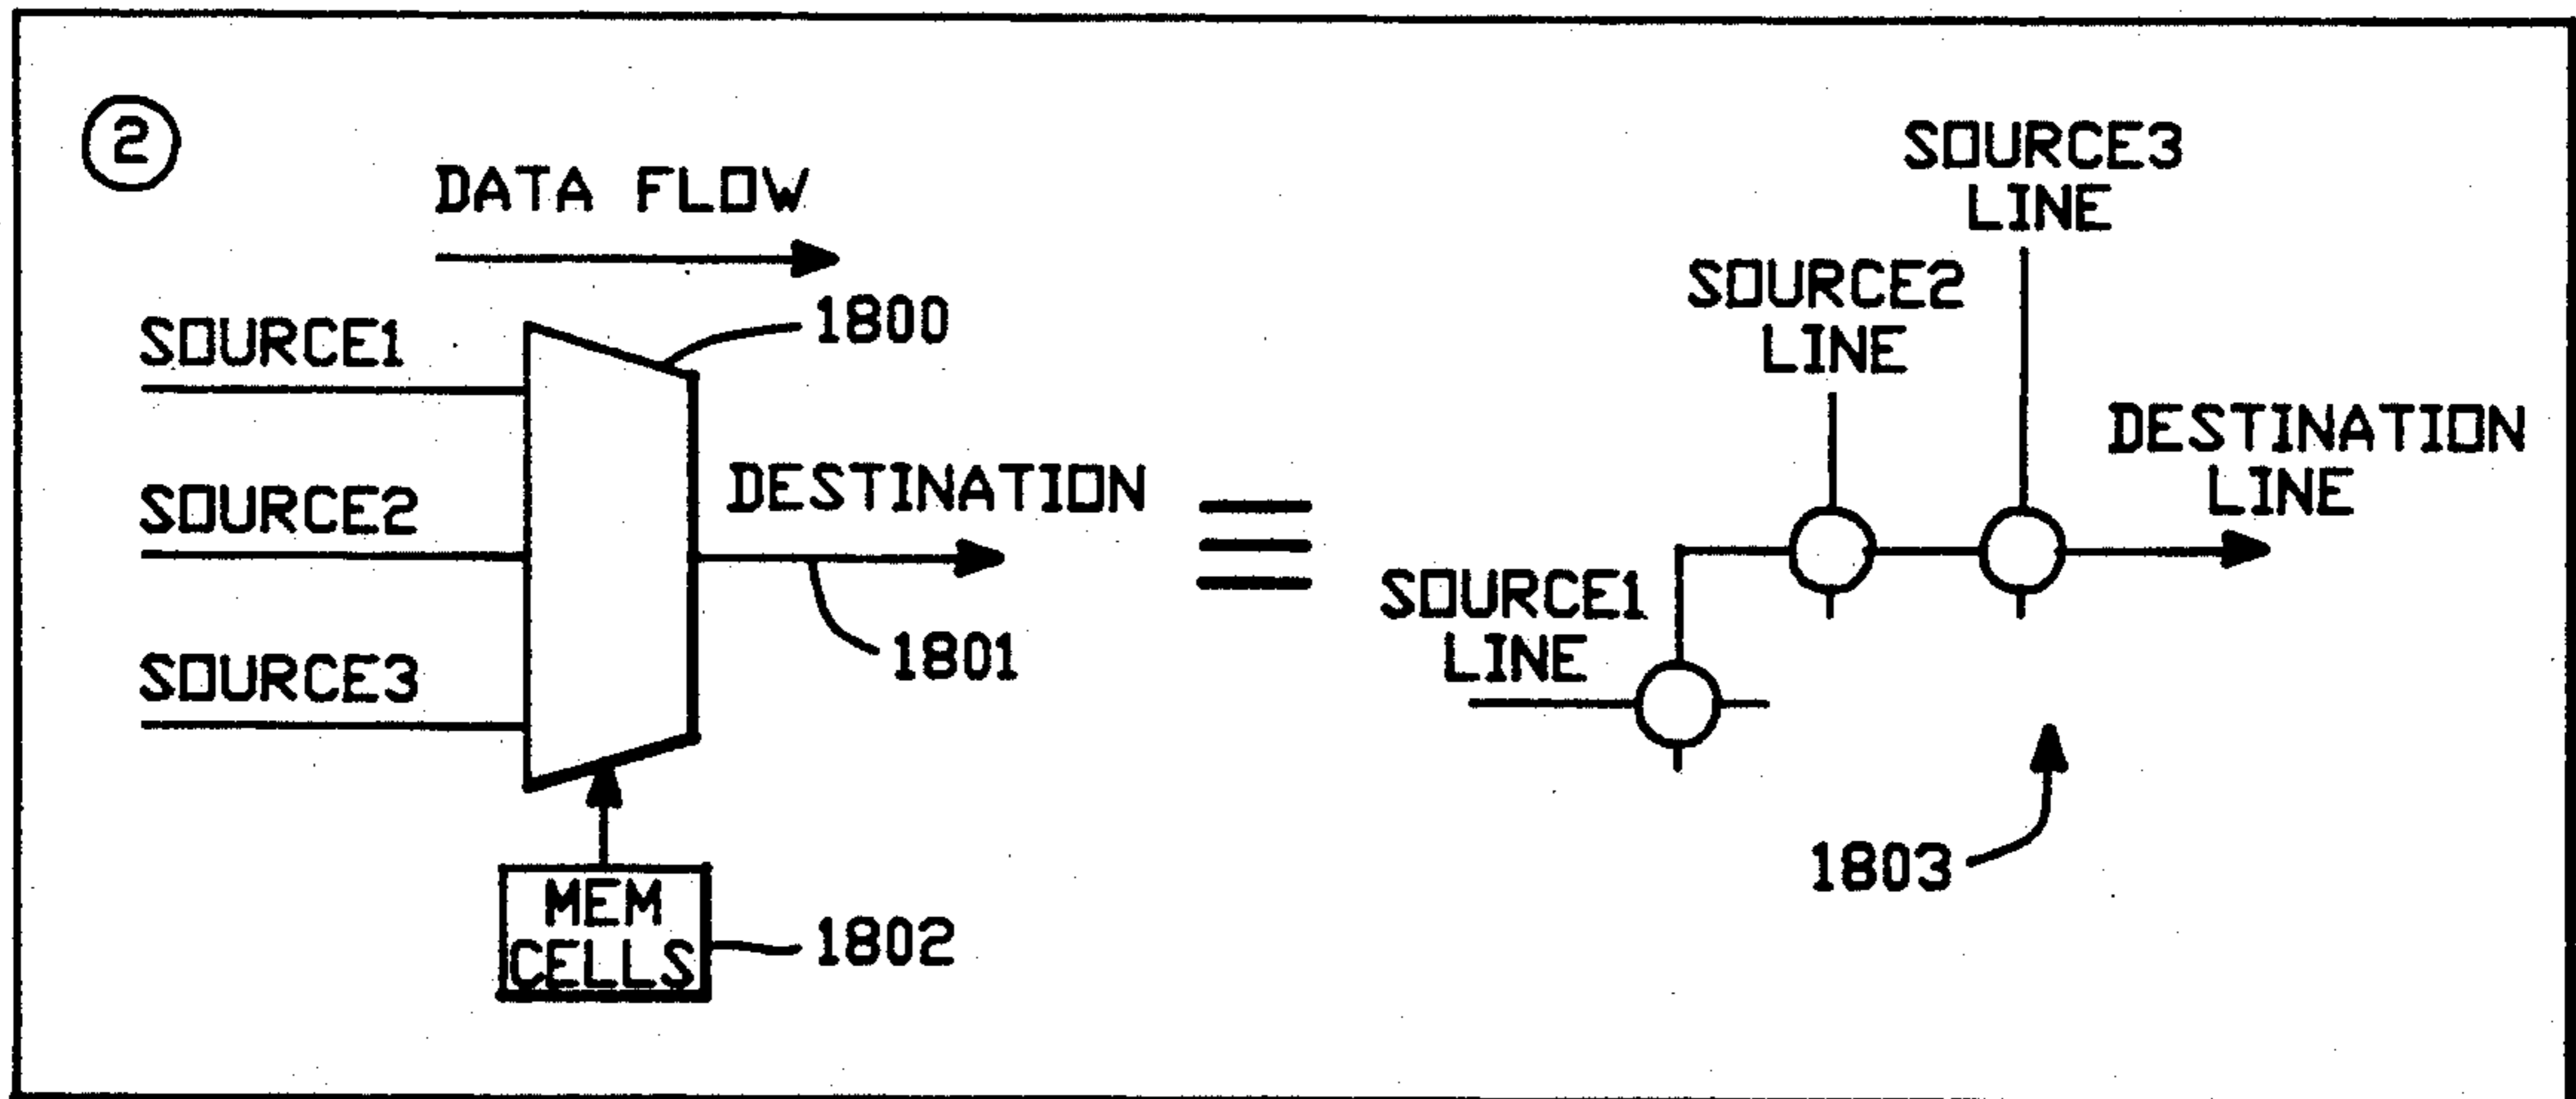 2
DATA FLOW
1800
SOURCE1
SOURCE2
SOURCE3
DESTINATION
1801
MEM
CELLS
1802
SOURCE3
LINE
SOURCE2
LINE
DESTINATION
LINE
SOURCE1
LINE
1803